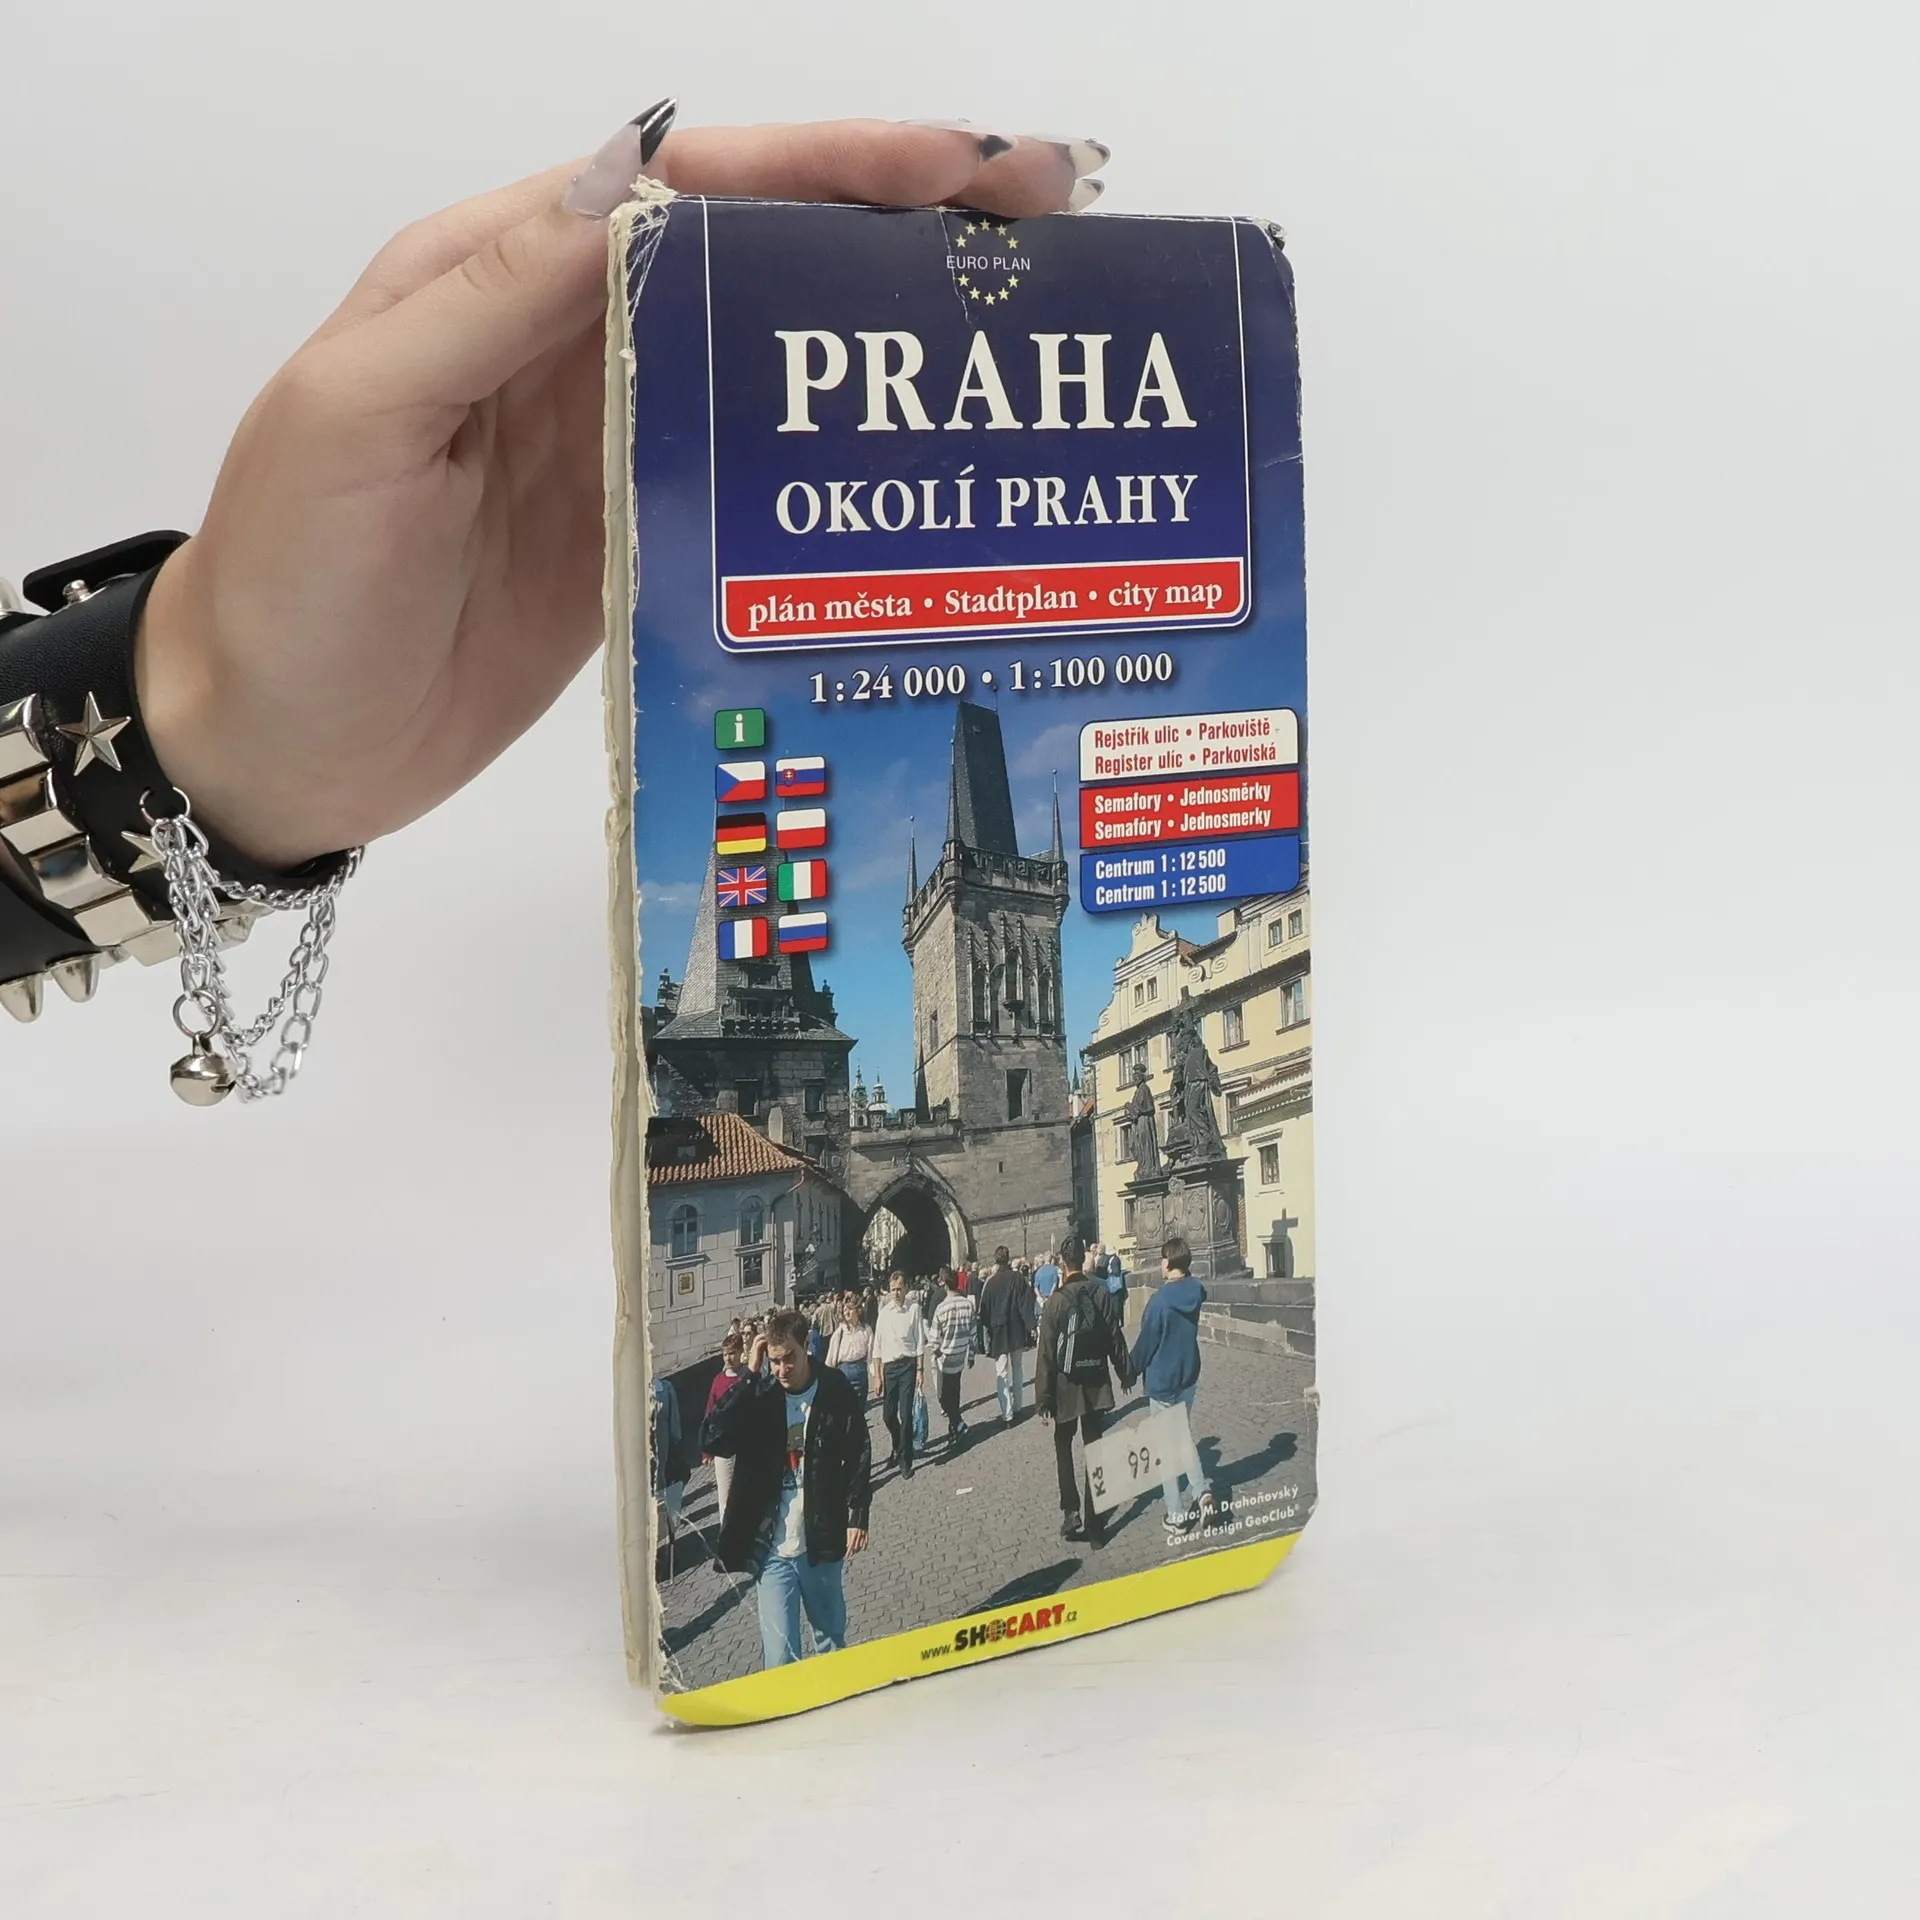 EURO PLAN
PRAHA
OKOLÍ PRAHY
plán města • Stadtplan • city map
1 : 24 000 • 1 : 100 000
i
Rejstřík ulic • Parkoviště
Register ulíc • Parkoviská
Semafory • Jednosměrky
Semafóry • Jednosmerky
Centrum 1 : 12 500
Centrum 1 : 12 500
adidas
Kč 99.
foto: M. Drahoňovský
Cover design GeoClub®
www.SHOCART.cz